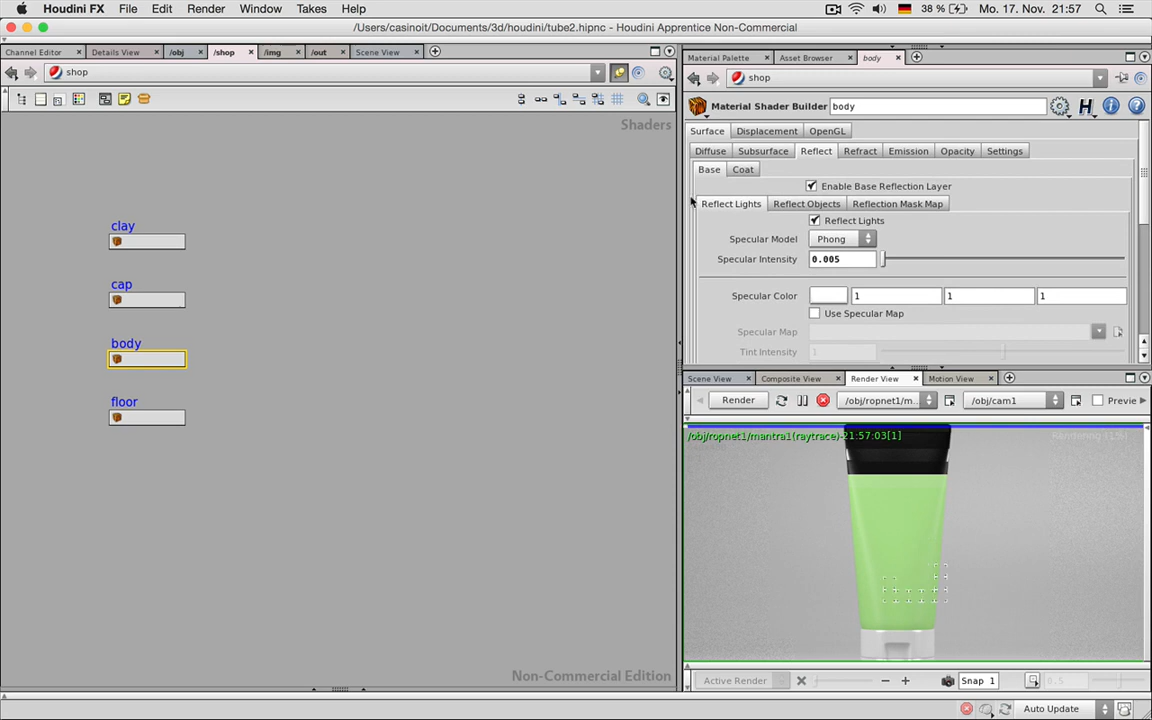 Houdini FX File Edit Render Window Takes Help 38 % Mo. 17. Nov. 21:57
/Users/casinoit/Documents/3d/houdini/tube2.hipnc - Houdini Apprentice Non-Commercial
Channel Editor Details View /obj /shop /img /out Scene View
Material Palette Asset Browser body
shop
shop
Material Shader Builder body
Shaders
Surface Displacement OpenGL
Diffuse Subsurface Reflect Refract Emission Opacity Settings
Base Coat
Enable Base Reflection Layer
Reflect Lights Reflect Objects Reflection Mask Map
Reflect Lights
Specular Model Phong
Specular Intensity 0.005
Specular Color 1 1 1
Use Specular Map
Specular Map
Tint Intensity 1
clay
cap
body
floor
Scene View Composite View Render View Motion View
Render /obj/ropnet1/m... /obj/cam1 Previe
/obj/ropnet1/mantra1(raytrace)-21:57:03[1]
Non-Commercial Edition
Active Render Snap 1 0.5
Auto Update